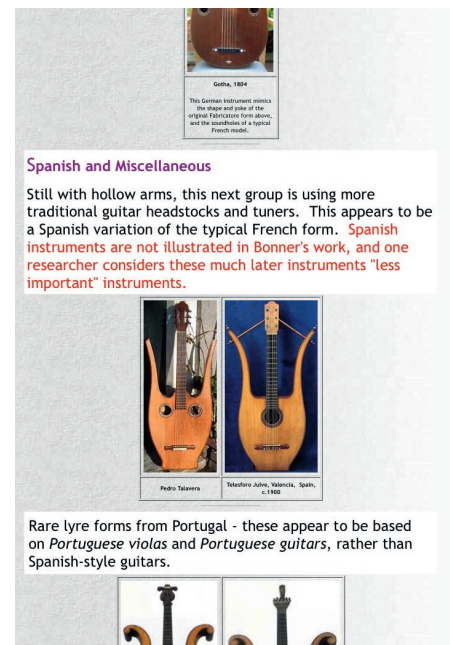 Gotha, 1804
This German instrument mimics
the shape and yoke of the
original Fabricatore form above,
and the soundholes of a typical
French model.
Spanish and Miscellaneous
Still with hollow arms, this next group is using more
traditional guitar headstocks and tuners. This appears to be
a Spanish variation of the typical French form. Spanish
instruments are not illustrated in Bonner's work, and one
researcher considers these much later instruments "less
important" instruments.
Pedro Talavera
Telesforo Julve, Valencia, Spain,
c.1900
Rare lyre forms from Portugal - these appear to be based
on Portuguese violas and Portuguese guitars, rather than
Spanish-style guitars.